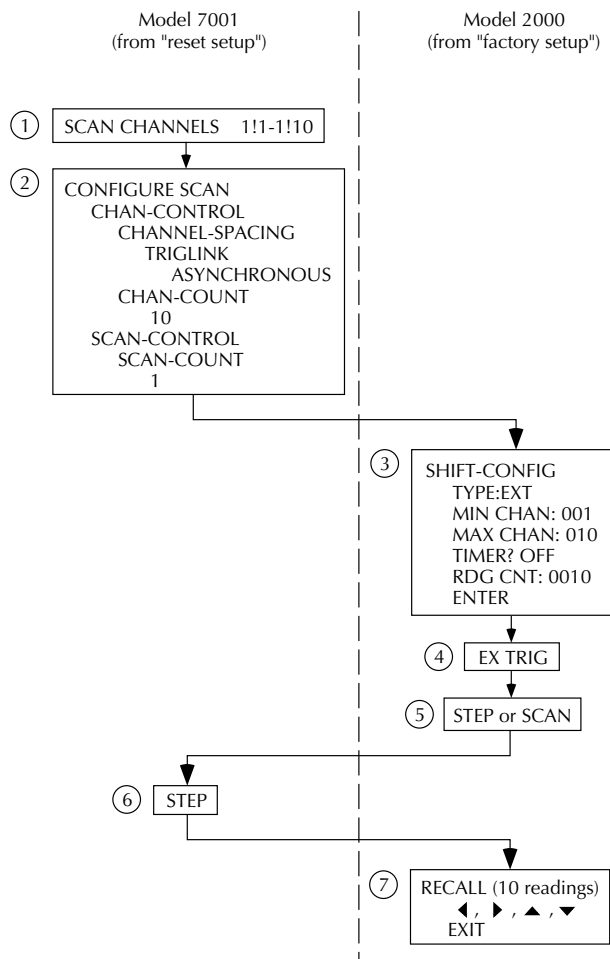 Model 7001
(from "reset setup")
Model 2000
(from "factory setup")
1
SCAN CHANNELS 1!1-1!10
2
CONFIGURE SCAN
CHAN-CONTROL
CHANNEL-SPACING
TRIGLINK
ASYNCHRONOUS
CHAN-COUNT
10
SCAN-CONTROL
SCAN-COUNT
1
3
SHIFT-CONFIG
TYPE:EXT
MIN CHAN: 001
MAX CHAN: 010
TIMER? OFF
RDG CNT: 0010
ENTER
4
EX TRIG
5
STEP or SCAN
6
STEP
7
RECALL (10 readings)
◀ , ▶ , ▲ , ▼
EXIT